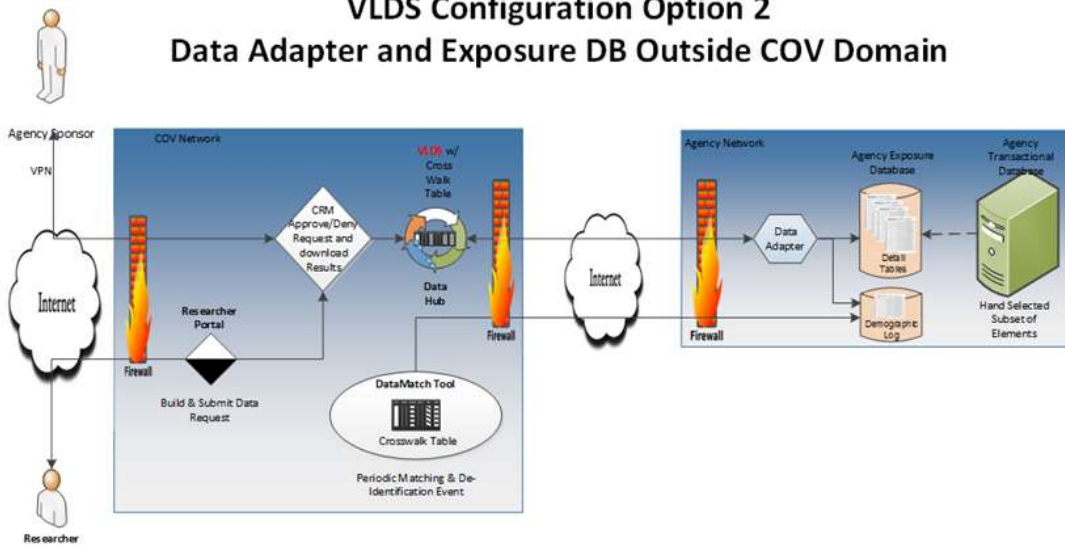 VLDS Configuration Option 2
Data Adapter and Exposure DB Outside COV Domain
Agency Sponsor
VPN
Internet
Researcher
COV Network
Firewall
Researcher
Portal
Build & Submit Data
Request
CRM
Approve/Deny
Request and
download
Results
VLDS w/
Cross
Walk
Table
Data
Hub
Firewall
DataMatch Tool
Crosswalk Table
Periodic Matching & De-
Identification Event
Internet
Agency Network
Firewall
Data
Adapter
Agency Exposure
Database
Detail
Tables
Demographic
Log
Agency
Transactional
Database
Hand Selected
Subset of
Elements